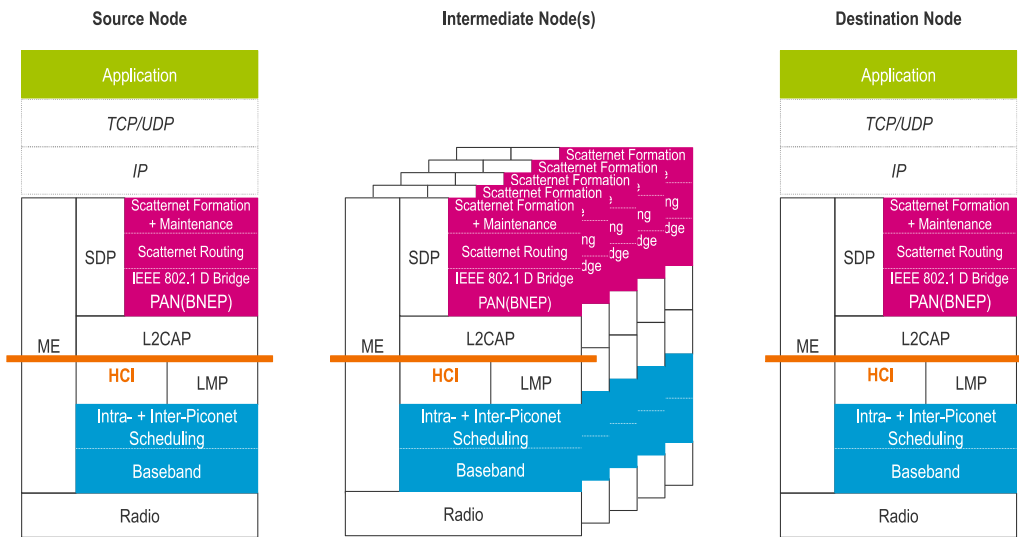 Source Node
Application
TCP/UDP
IP
Scatternet Formation
+ Maintenance
Scatternet Routing
IEEE 802.1 D Bridge
PAN(BNEP)
SDP
ME
L2CAP
HCI
LMP
Intra- + Inter-Piconet
Scheduling
Baseband
Radio
Intermediate Node(s)
Scatternet Formation
Scatternet Formation
Scatternet Formation
Scatternet Formation
Scatternet Formation
+ Maintenance
Scatternet Routing
IEEE 802.1 D Bridge
PAN(BNEP)
SDP
ME
L2CAP
HCI
LMP
Intra- + Inter-Piconet
Scheduling
Baseband
Radio
Destination Node
Application
TCP/UDP
IP
Scatternet Formation
+ Maintenance
Scatternet Routing
IEEE 802.1 D Bridge
PAN(BNEP)
SDP
ME
L2CAP
HCI
LMP
Intra- + Inter-Piconet
Scheduling
Baseband
Radio